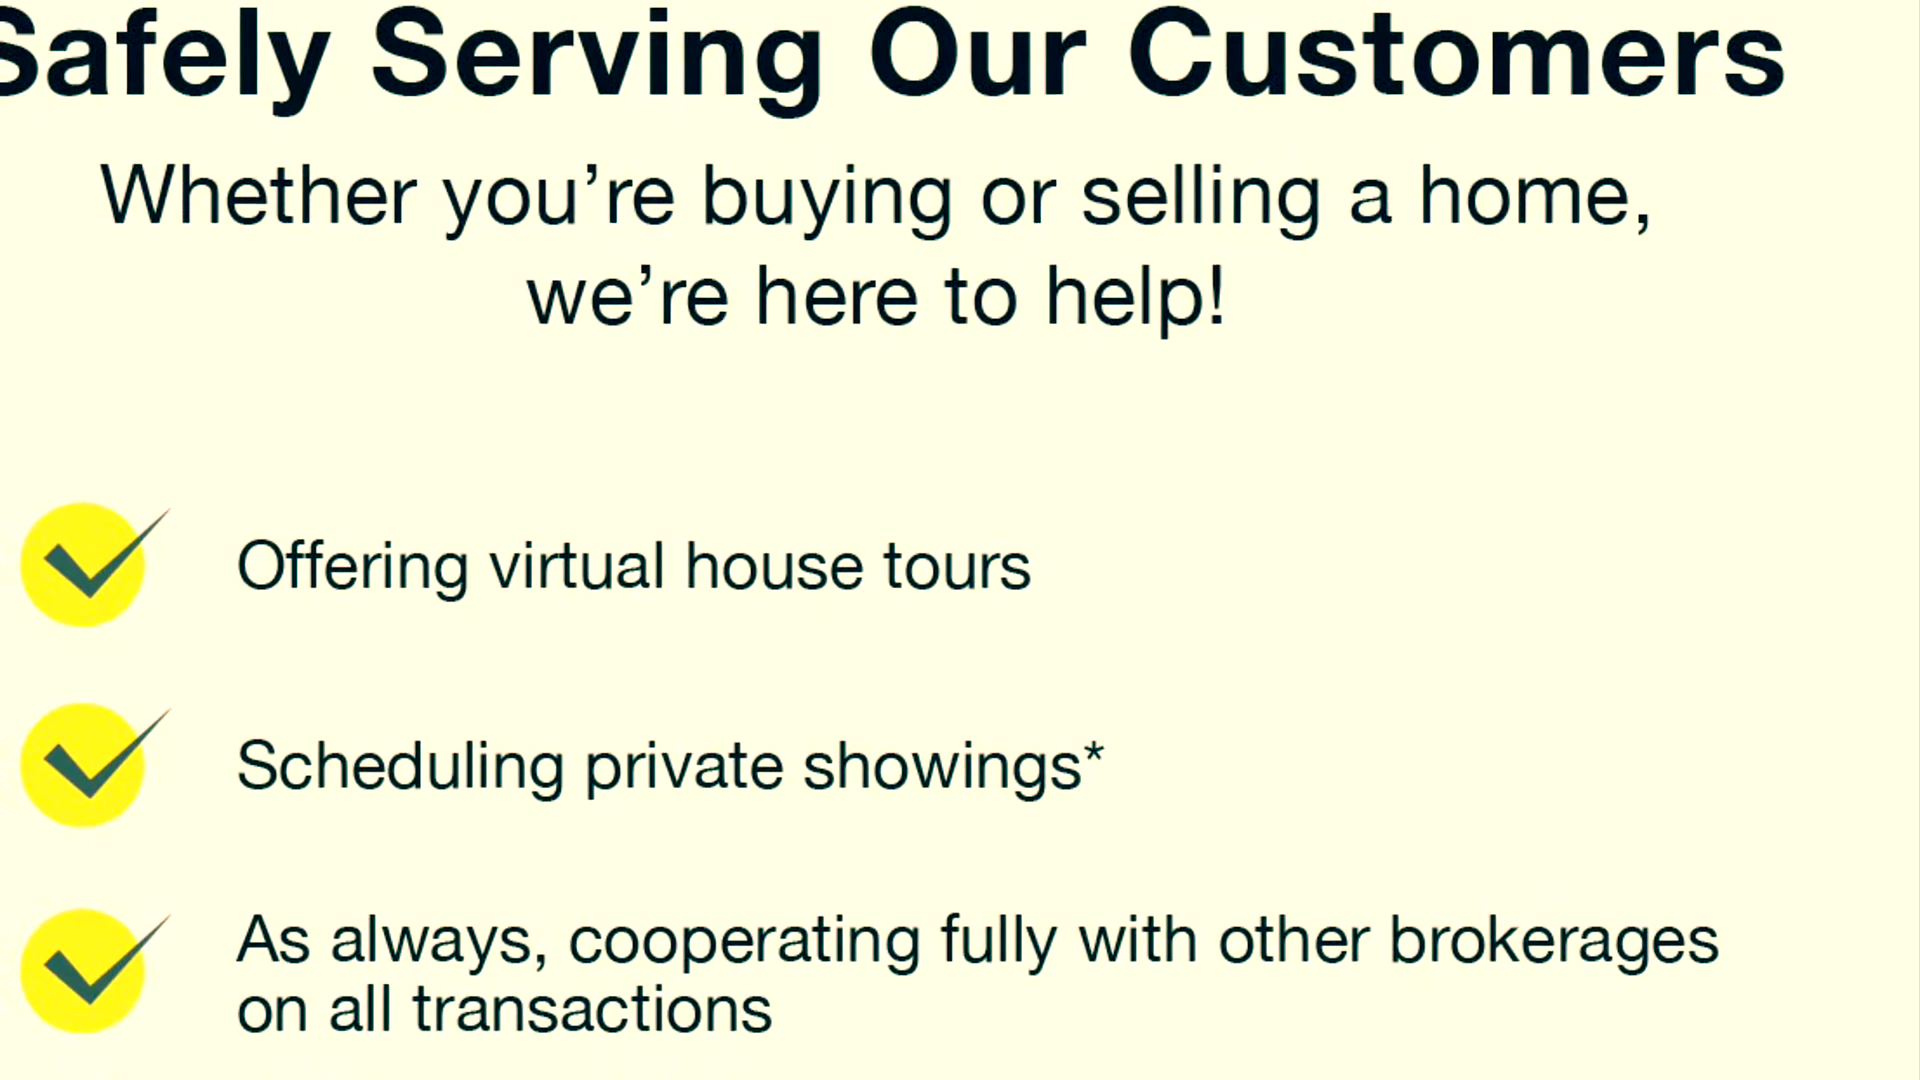 Safely Serving Our Customers
Whether you’re buying or selling a home,
we’re here to help!
Offering virtual house tours
Scheduling private showings*
As always, cooperating fully with other brokerages
on all transactions